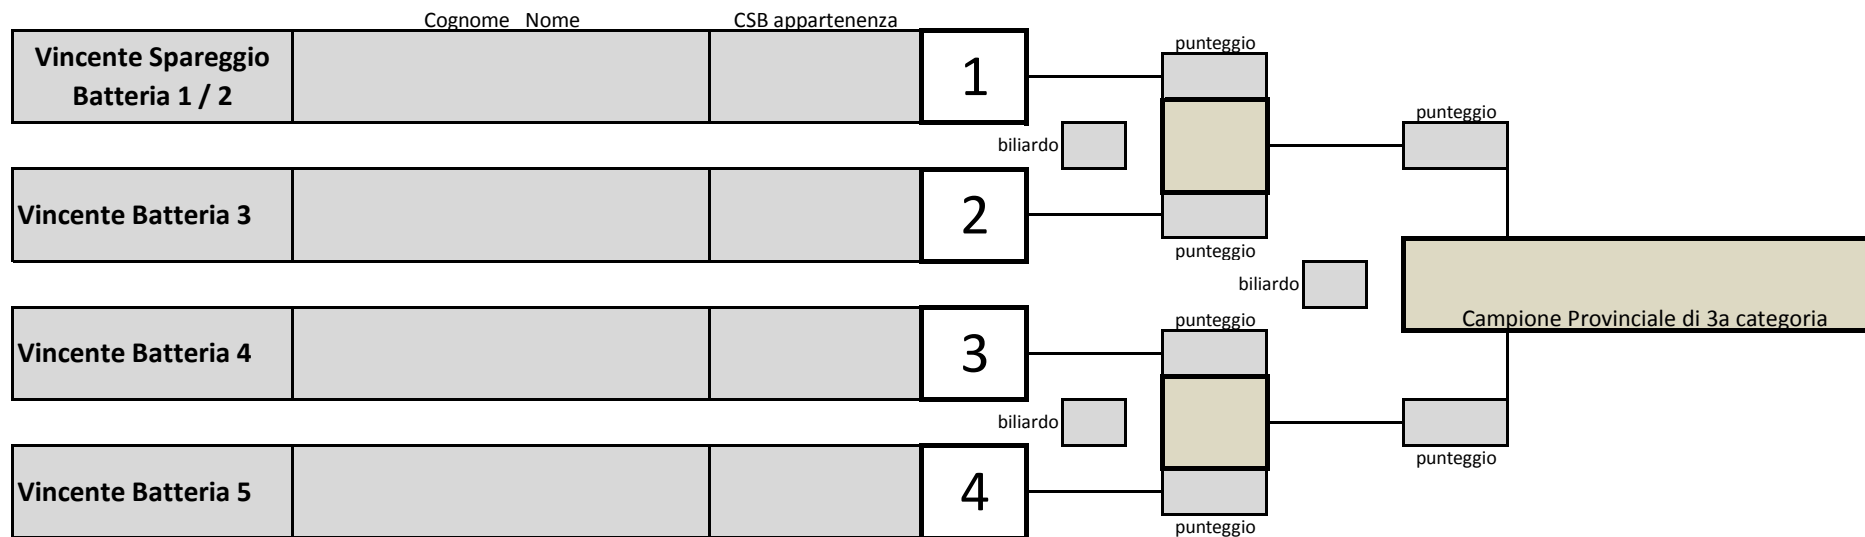 Cognome Nome CSB appartenenza
Vincente Spareggio
Batteria 1 / 2
1
punteggio
biliardo
punteggio
Vincente Batteria 3
2
punteggio
biliardo
Campione Provinciale di 3a categoria
Vincente Batteria 4
3
punteggio
biliardo
punteggio
Vincente Batteria 5
4
punteggio